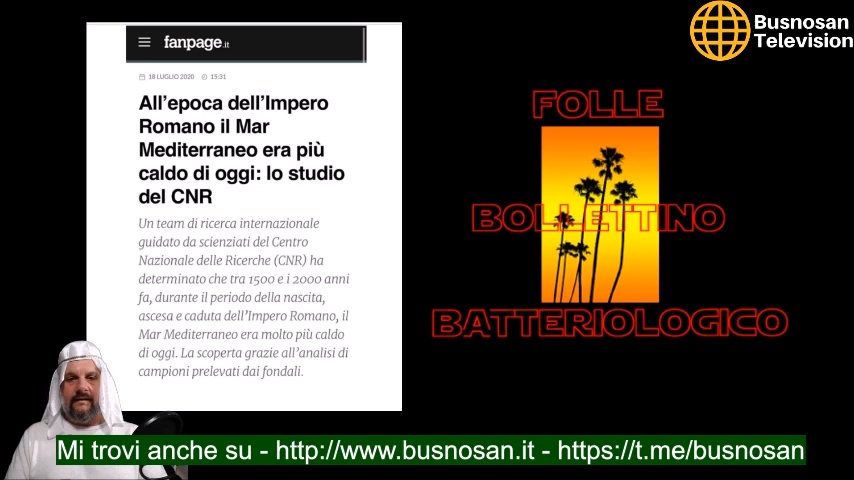 fanpage.it
18 LUGLIO 2020 15:31
All'epoca dell'Impero
Romano il Mar
Mediterraneo era più
caldo di oggi: lo studio
del CNR
Un team di ricerca internazionale
guidato da scienziati del Centro
Nazionale delle Ricerche (CNR) ha
determinato che tra 1500 e i 2000 anni
fa, durante il periodo della nascita,
ascesa e caduta dell'Impero Romano, il
Mar Mediterraneo era molto più caldo
di oggi. La scoperta grazie all'analisi di
campioni prelevati dai fondali.
Busnosan
Television
FOLLE
BOLLETTINO
BATTERIOLOGICO
Mi trovi anche su - http://www.busnosan.it - https://t.me/busnosan